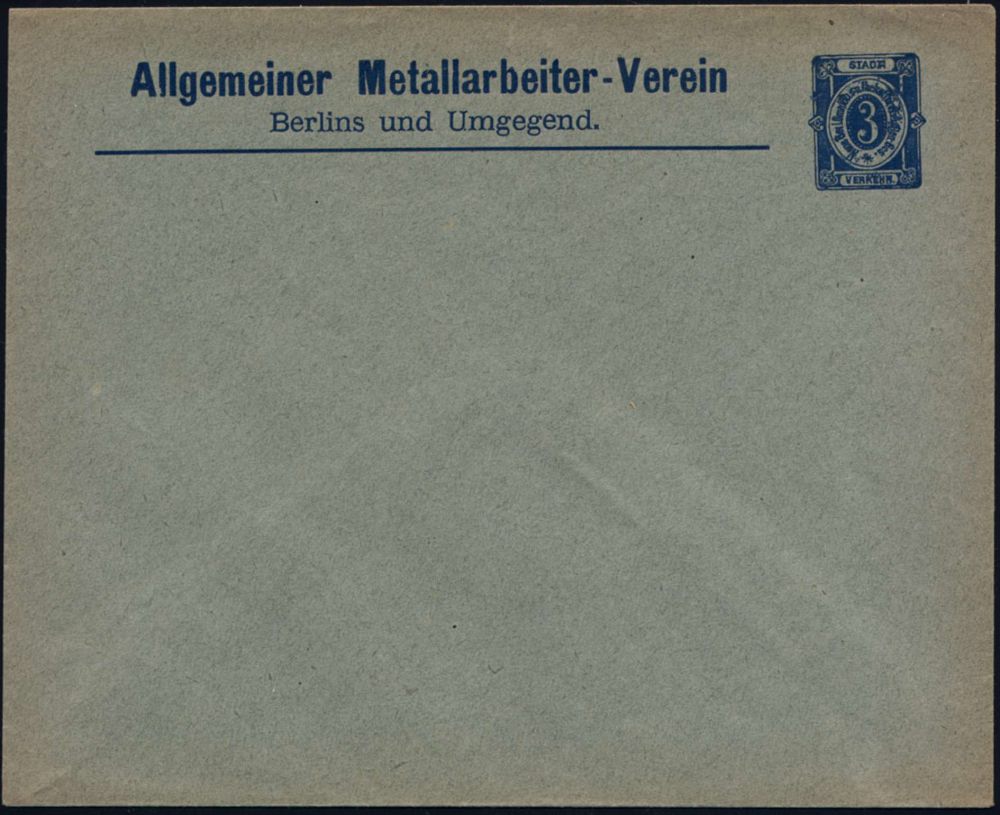 Allgemeiner Metallarbeiter-Verein
Berlins und Umgegend.
STADT
3
VERKEHR.